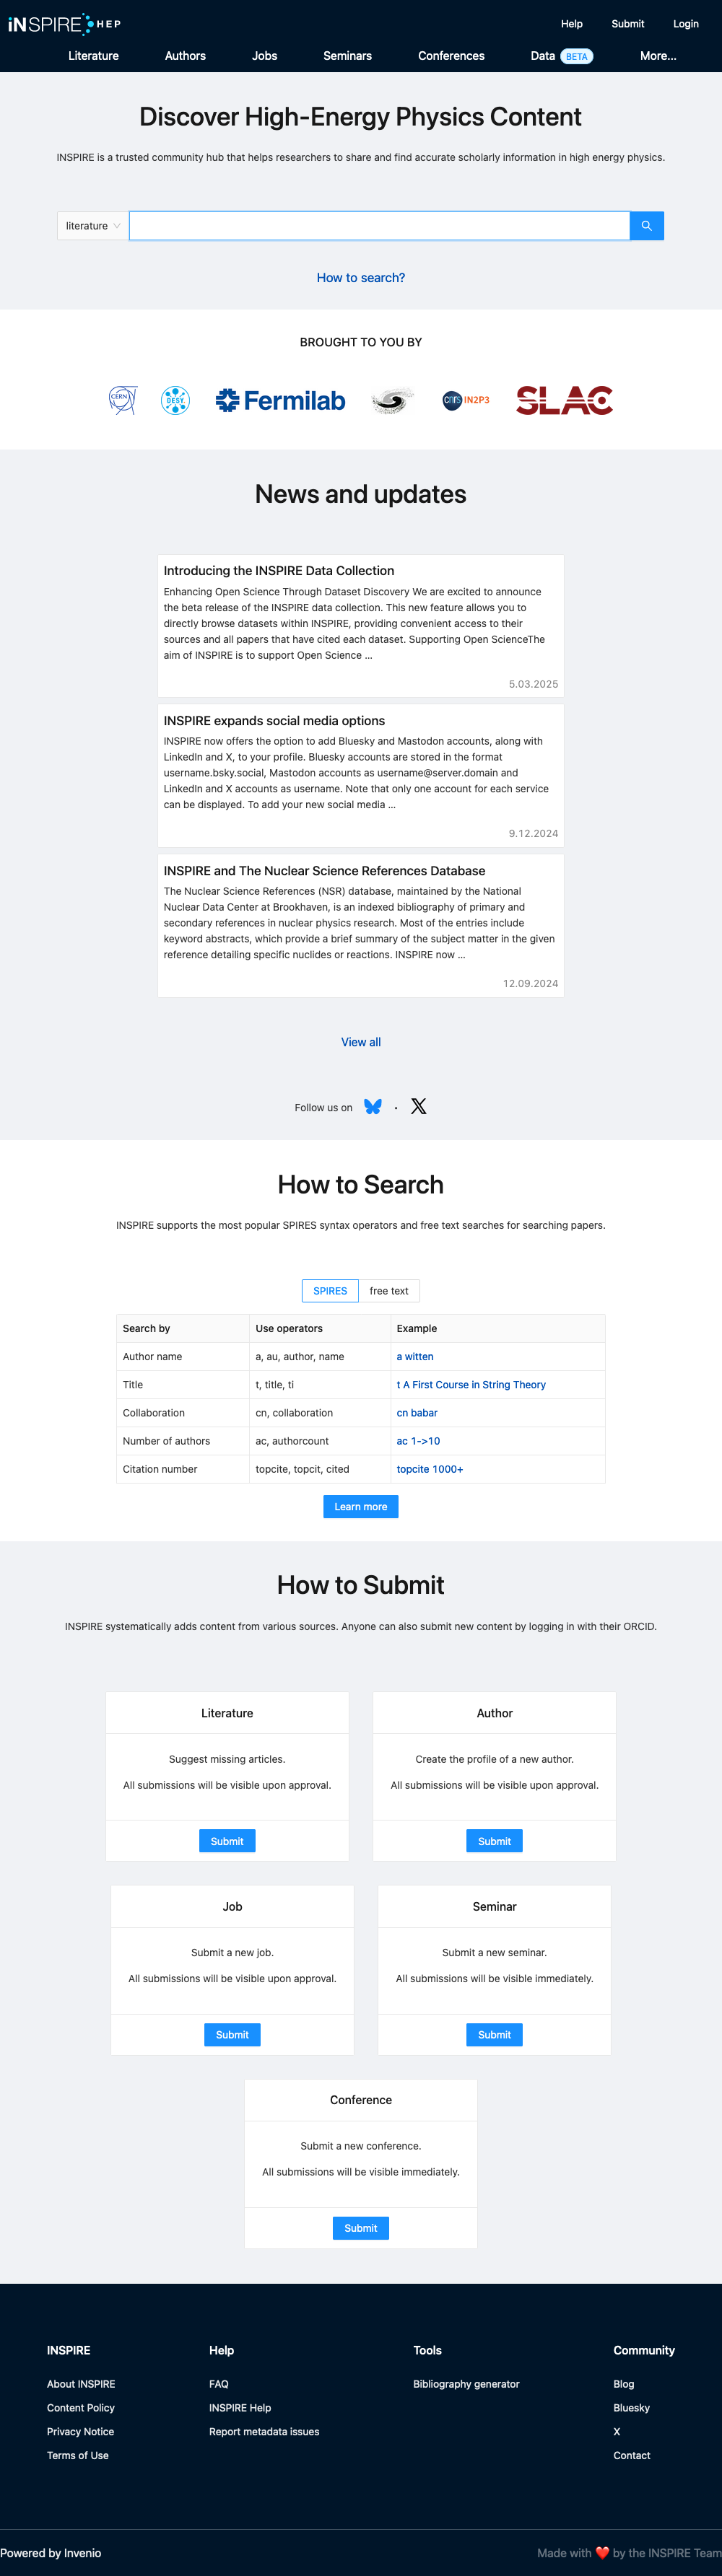 iNSPIRE HEP
Help Submit Login
Literature Authors Jobs Seminars Conferences Data BETA More...
Discover High-Energy Physics Content
INSPIRE is a trusted community hub that helps researchers to share and find accurate scholarly information in high energy physics.
literature
How to search?
BROUGHT TO YOU BY
CERN DESY Fermilab cnrs IN2P3 SLAC
News and updates
Introducing the INSPIRE Data Collection
Enhancing Open Science Through Dataset Discovery We are excited to announce
the beta release of the INSPIRE data collection. This new feature allows you to
directly browse datasets within INSPIRE, providing convenient access to their
sources and all papers that have cited each dataset. Supporting Open ScienceThe
aim of INSPIRE is to support Open Science ...
5.03.2025
INSPIRE expands social media options
INSPIRE now offers the option to add Bluesky and Mastodon accounts, along with
LinkedIn and X, to your profile. Bluesky accounts are stored in the format
username.bsky.social, Mastodon accounts as username@server.domain and
LinkedIn and X accounts as username. Note that only one account for each service
can be displayed. To add your new social media ...
9.12.2024
INSPIRE and The Nuclear Science References Database
The Nuclear Science References (NSR) database, maintained by the National
Nuclear Data Center at Brookhaven, is an indexed bibliography of primary and
secondary references in nuclear physics research. Most of the entries include
keyword abstracts, which provide a brief summary of the subject matter in the given
reference detailing specific nuclides or reactions. INSPIRE now ...
12.09.2024
View all
Follow us on •
How to Search
INSPIRE supports the most popular SPIRES syntax operators and free text searches for searching papers.
SPIRES free text
Search by Use operators Example
Author name a, au, author, name a witten
Title t, title, ti t A First Course in String Theory
Collaboration cn, collaboration cn babar
Number of authors ac, authorcount ac 1->10
Citation number topcite, topcit, cited topcite 1000+
Learn more
How to Submit
INSPIRE systematically adds content from various sources. Anyone can also submit new content by logging in with their ORCID.
Literature
Suggest missing articles.
All submissions will be visible upon approval.
Submit
Author
Create the profile of a new author.
All submissions will be visible upon approval.
Submit
Job
Submit a new job.
All submissions will be visible upon approval.
Submit
Seminar
Submit a new seminar.
All submissions will be visible immediately.
Submit
Conference
Submit a new conference.
All submissions will be visible immediately.
Submit
INSPIRE
About INSPIRE
Content Policy
Privacy Notice
Terms of Use
Help
FAQ
INSPIRE Help
Report metadata issues
Tools
Bibliography generator
Community
Blog
Bluesky
X
Contact
Powered by Invenio
Made with ❤️ by the INSPIRE Team